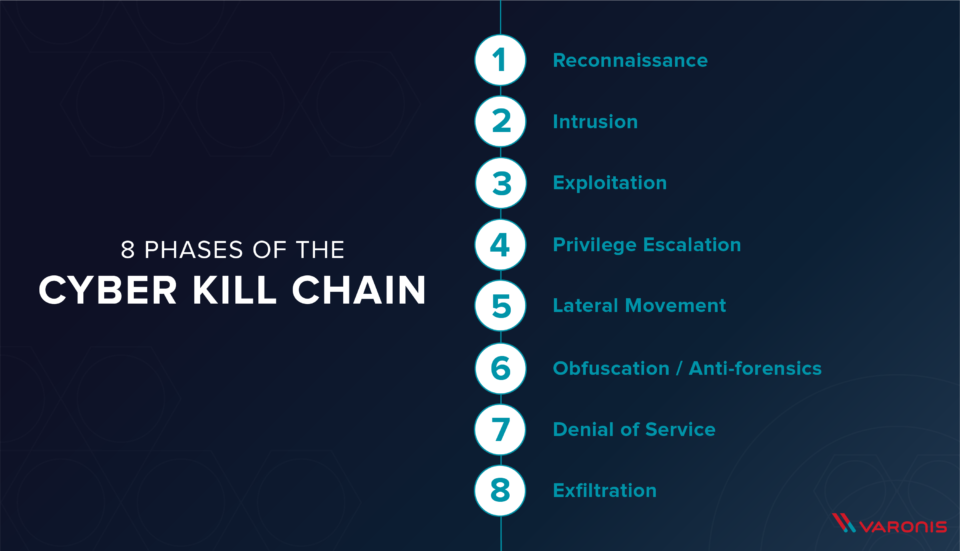 8 PHASES OF THE
CYBER KILL CHAIN
1 Reconnaissance
2 Intrusion
3 Exploitation
4 Privilege Escalation
5 Lateral Movement
6 Obfuscation / Anti-forensics
7 Denial of Service
8 Exfiltration
VARONIS